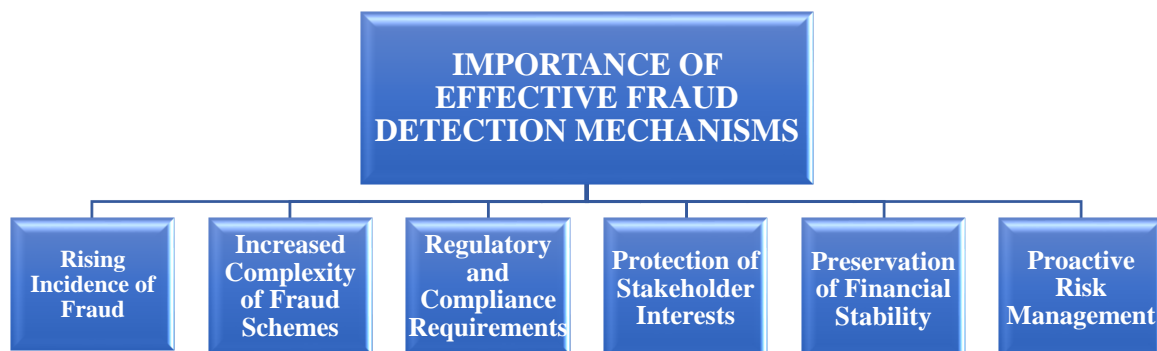 IMPORTANCE OF
EFFECTIVE FRAUD
DETECTION MECHANISMS
Rising
Incidence of
Fraud
Increased
Complexity
of Fraud
Schemes
Regulatory
and
Compliance
Requirements
Protection of
Stakeholder
Interests
Preservation
of Financial
Stability
Proactive
Risk
Management